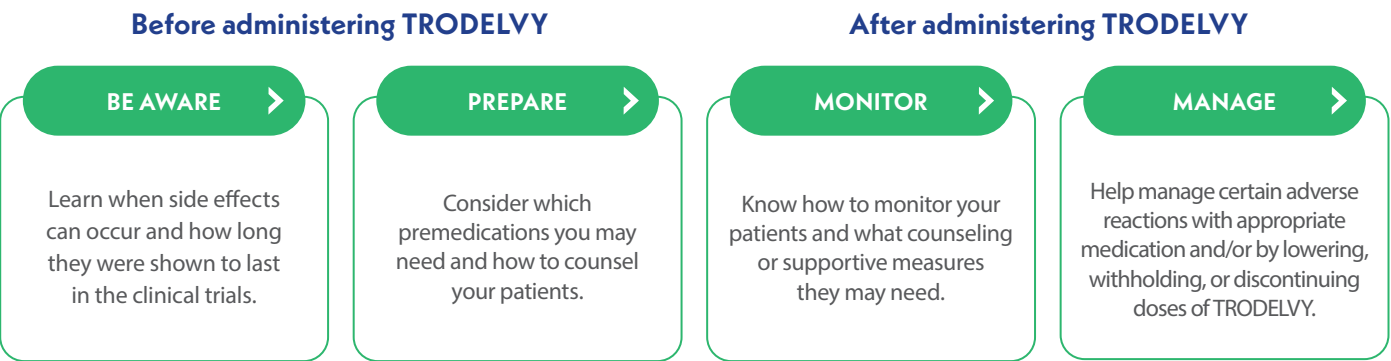 Before administering TRODELVY
After administering TRODELVY
BE AWARE
Learn when side effects
can occur and how long
they were shown to last
in the clinical trials.
PREPARE
Consider which
premedications you may
need and how to counsel
your patients.
MONITOR
Know how to monitor your
patients and what counseling
or supportive measures
they may need.
MANAGE
Help manage certain adverse
reactions with appropriate
medication and/or by lowering,
withholding, or discontinuing
doses of TRODELVY.